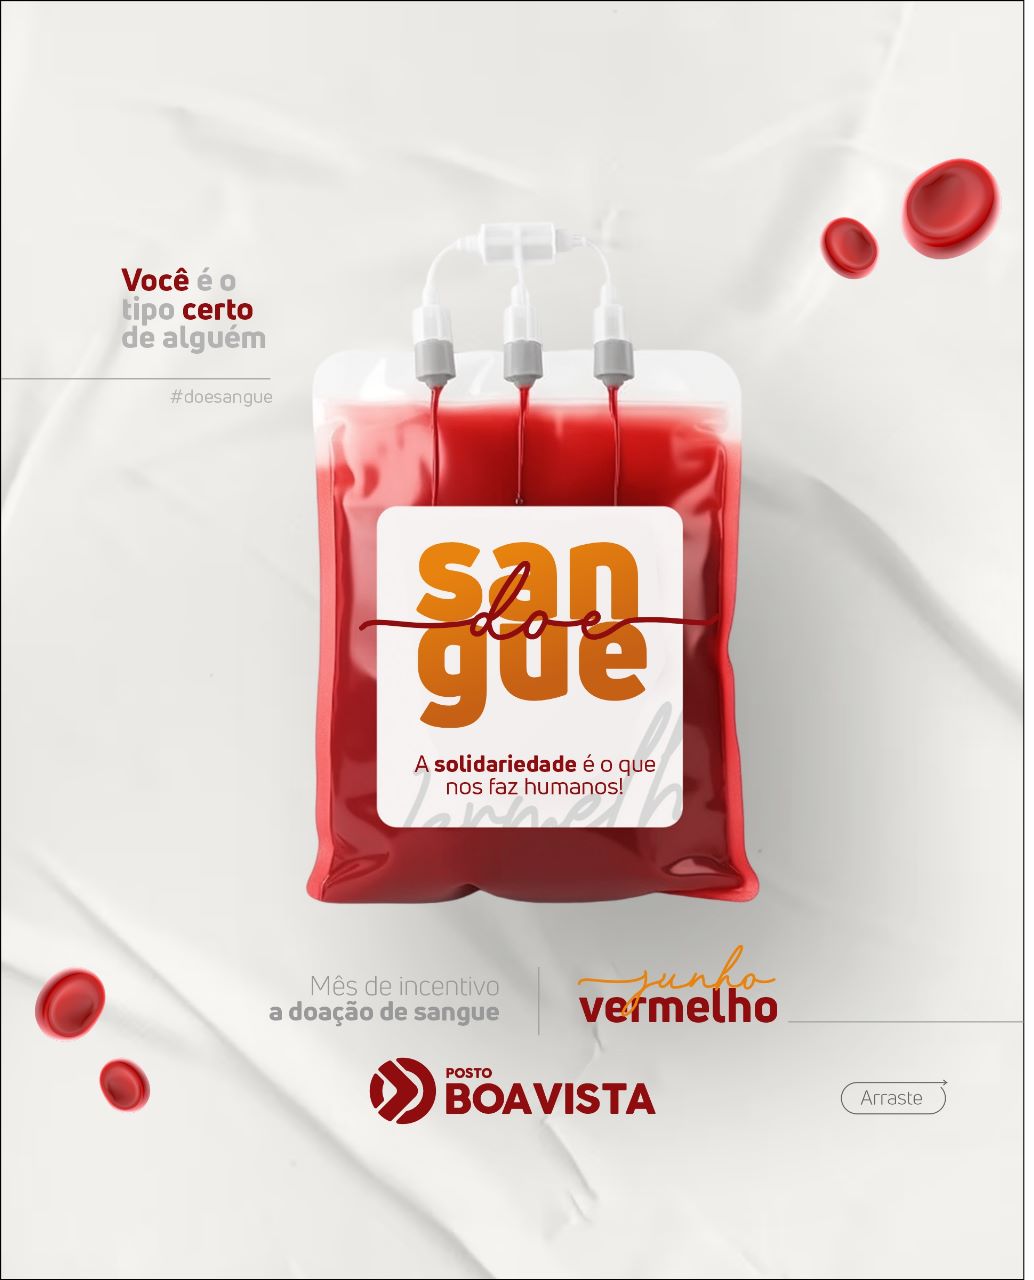 Você é o
tipo certo
de alguém
#doesangue
san
doe
gue
A solidariedade é o que
nos faz humanos!
Vermelh
Mês de incentivo
a doação de sangue
junho
vermelho
POSTO
BOAVISTA
Arraste